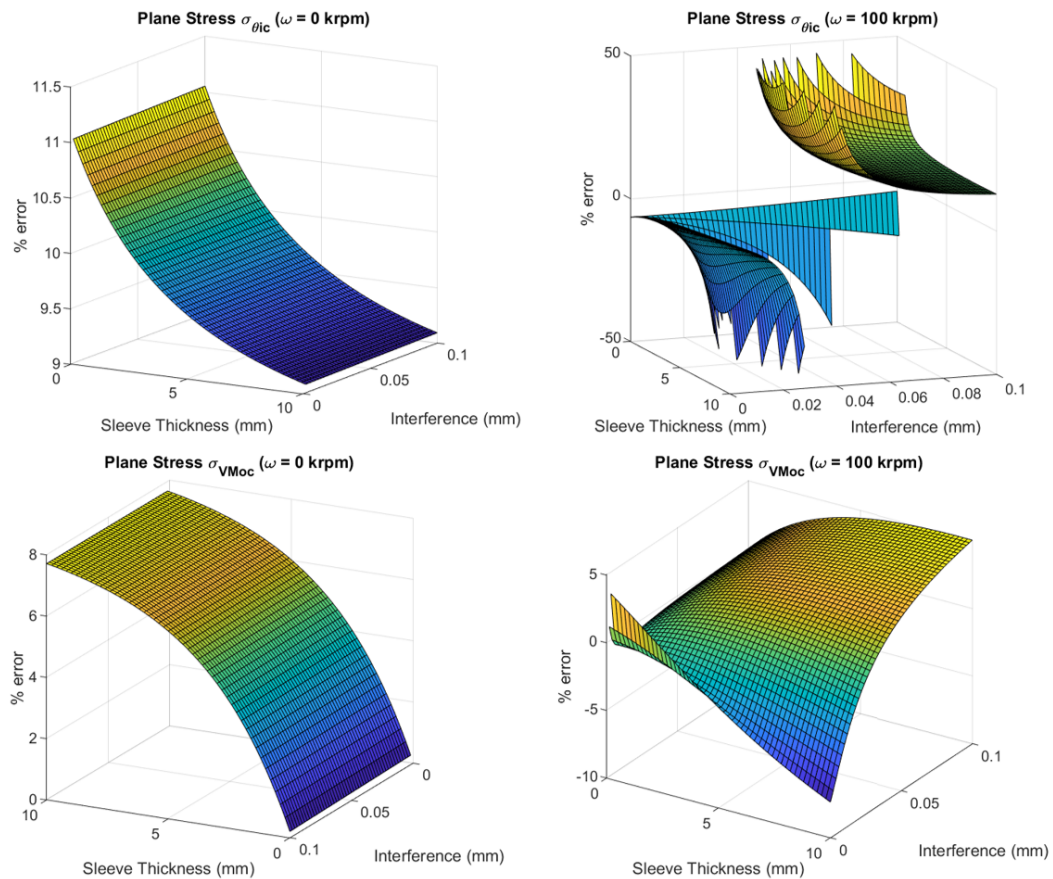 Plane Stress σθic (ω = 0 krpm)
11.5
11
10.5
10
9.5
9
% error
0
5
10
Sleeve Thickness (mm)
0
0.05
0.1
Interference (mm)
Plane Stress σθic (ω = 100 krpm)
50
0
-50
% error
0
5
10
Sleeve Thickness (mm)
0
0.02
0.04
0.06
0.08
0.1
Interference (mm)
Plane Stress σVMoc (ω = 0 krpm)
8
6
4
2
0
% error
10
5
0
Sleeve Thickness (mm)
0.1
0.05
0
Interference (mm)
Plane Stress σVMoc (ω = 100 krpm)
5
0
-5
-10
% error
0
5
10
Sleeve Thickness (mm)
0
0.05
0.1
Interference (mm)